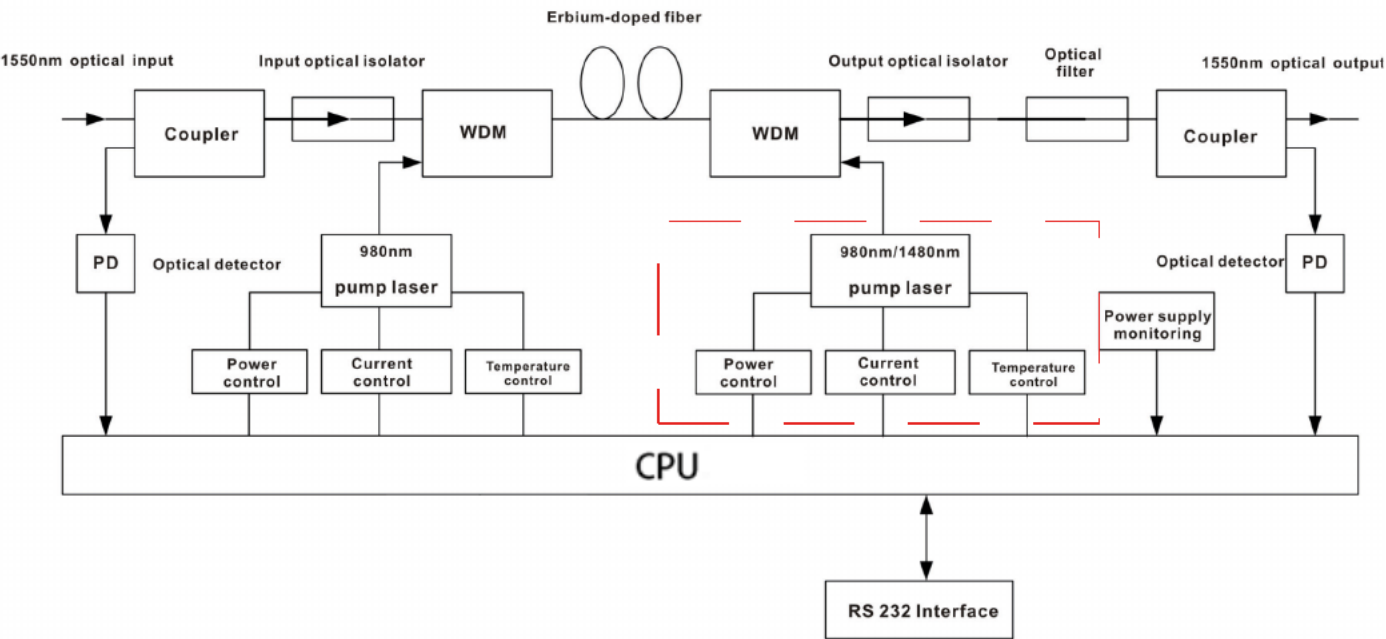 Erbium-doped fiber
1550nm optical input
Input optical isolator
Output optical isolator
Optical
filter
1550nm optical output
Coupler
WDM
WDM
Coupler
PD
Optical detector
980nm
pump laser
980nm/1480nm
pump laser
Optical detector
PD
Power supply
monitoring
Power
control
Current
control
Temperature
control
Power
control
Current
control
Temperature
control
CPU
RS 232 Interface